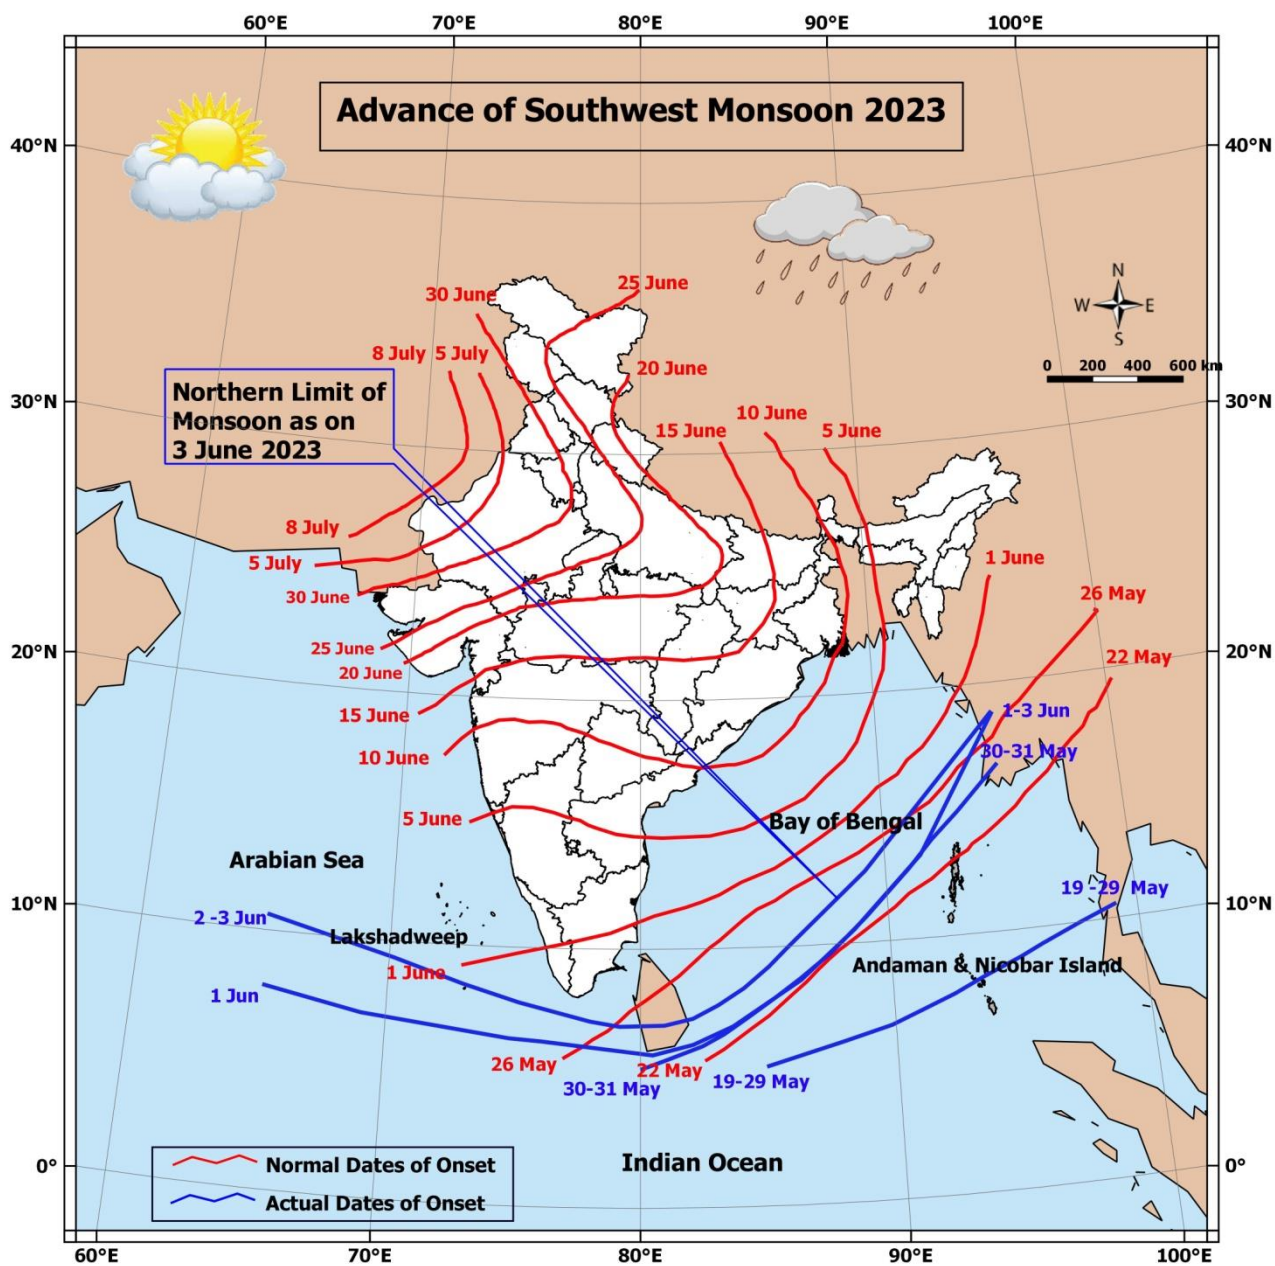 60°E 70°E 80°E 90°E 100°E
Advance of Southwest Monsoon 2023
40°N 40°N
N
W E
S
0 200 400 600 km
30 June 25 June
8 July 5 July 20 June
Northern Limit of
Monsoon as on
3 June 2023
30°N 30°N
15 June 10 June 5 June
8 July
5 July
30 June
1 June
26 May
25 June
20 June
22 May
20°N 20°N
15 June
1-3 Jun
10 June
30-31 May
5 June
Bay of Bengal
Arabian Sea
19 -29 May
10°N 10°N
2 -3 Jun
Lakshadweep
1 June
Andaman & Nicobar Island
1 Jun
26 May
22 May
30-31 May
19-29 May
0° 0°
Indian Ocean
Normal Dates of Onset
Actual Dates of Onset
60°E 70°E 80°E 90°E 100°E